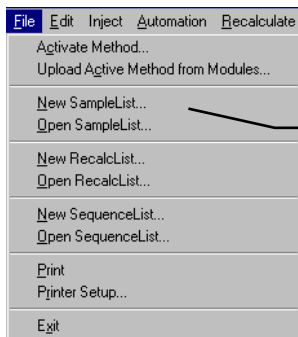 File Edit Inject Automation Recalculate
Activate Method...
Upload Active Method from Modules...
New SampleList...
Open SampleList...
New RecalcList...
Open RecalcList...
New SequenceList...
Open SequenceList...
Print
Printer Setup...
Exit